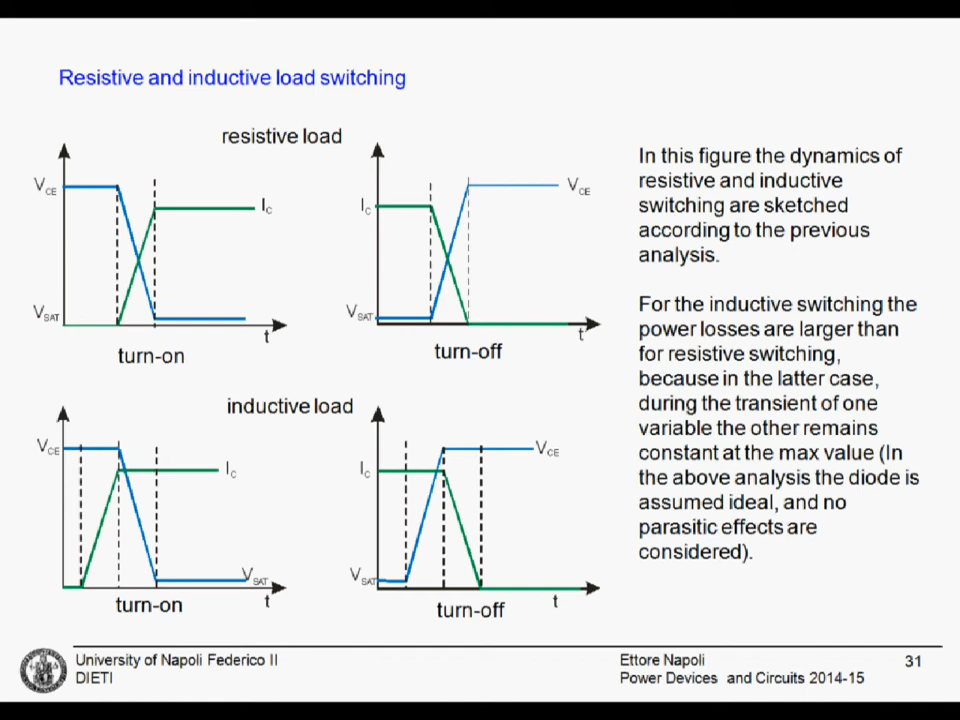 Resistive and inductive load switching
resistive load
V_CE
I_C
V_SAT
t
turn-on
I_C
V_CE
V_SAT
t
turn-off
inductive load
V_CE
I_C
V_SAT
t
turn-on
I_C
V_CE
V_SAT
t
turn-off
In this figure the dynamics of
resistive and inductive
switching are sketched
according to the previous
analysis.
For the inductive switching the
power losses are larger than
for resistive switching,
because in the latter case,
during the transient of one
variable the other remains
constant at the max value (In
the above analysis the diode is
assumed ideal, and no
parasitic effects are
considered).
University of Napoli Federico II
DIETI
Ettore Napoli
Power Devices and Circuits 2014-15
31